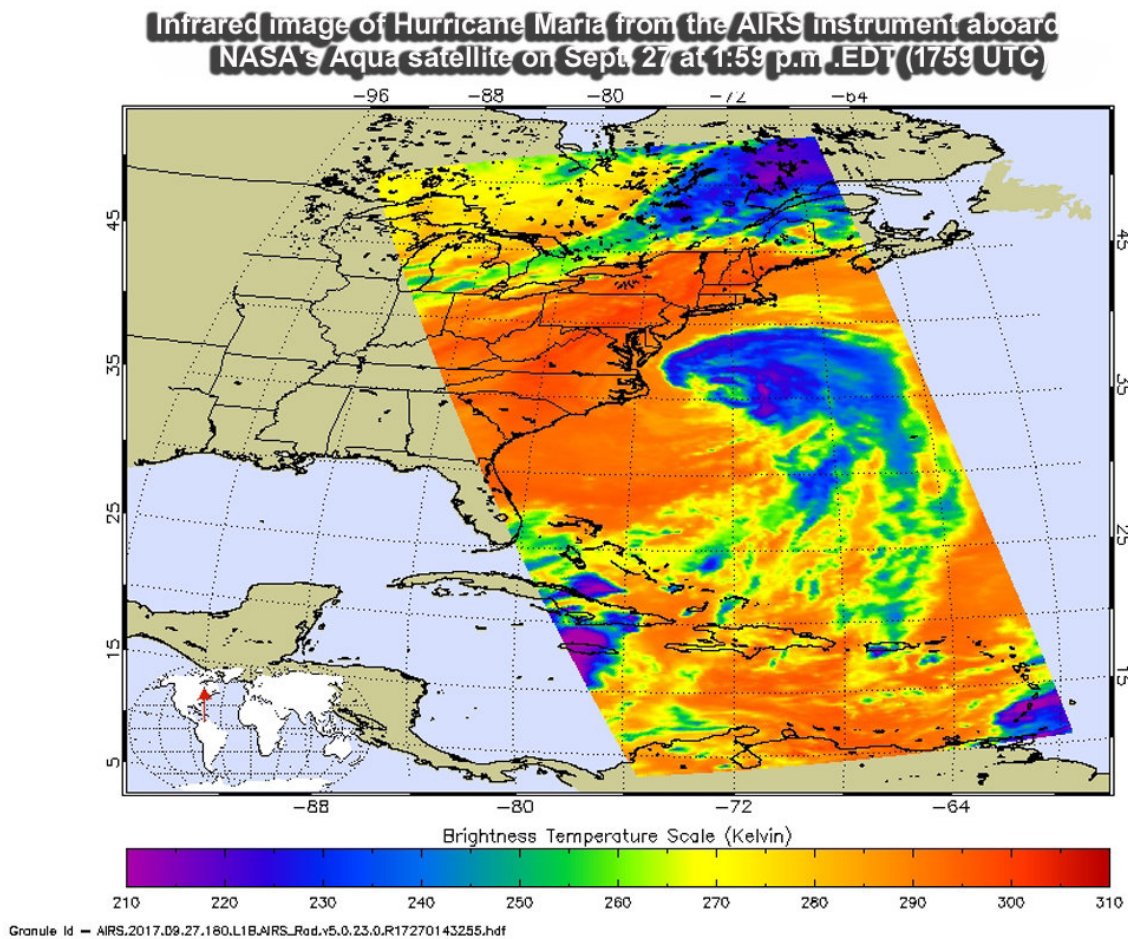 Infrared Image of Hurricane Maria from the AIRS instrument aboard
NASA's Aqua satellite on Sept. 27 at 1:59 p.m .EDT (1759 UTC)
-96 -88 -80 -72 -64
45 45
35 35
25 25
15 15
5
-88 -80 -72 -64
Brightness Temperature Scale (Kelvin)
210 220 230 240 250 260 270 280 290 300 310
Granule Id — AIRS.2017.09.27.180.L1B.AIRS_Rad.v5.0.23.0.R17270143255.hdf